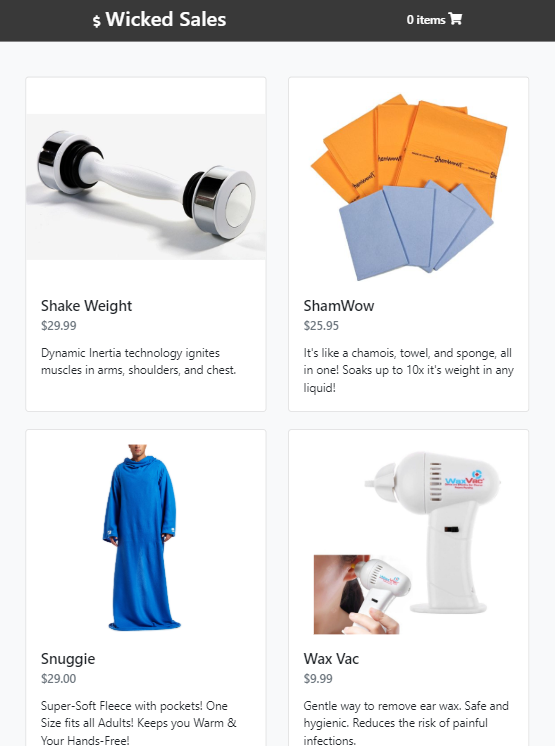 $ Wicked Sales
0 items
Shake Weight
$29.99
Dynamic Inertia technology ignites
muscles in arms, shoulders, and chest.
ShamWow!
ShamWow!
ShamWow
$25.95
It's like a chamois, towel, and sponge, all
in one! Soaks up to 10x it's weight in any
liquid!
Snuggie
$29.00
Super-Soft Fleece with pockets! One
Size fits all Adults! Keeps you Warm &
Your Hands-Free!
WaxVac
WaxVac
Wax Vac
$9.99
Gentle way to remove ear wax. Safe and
hygienic. Reduces the risk of painful
infections.